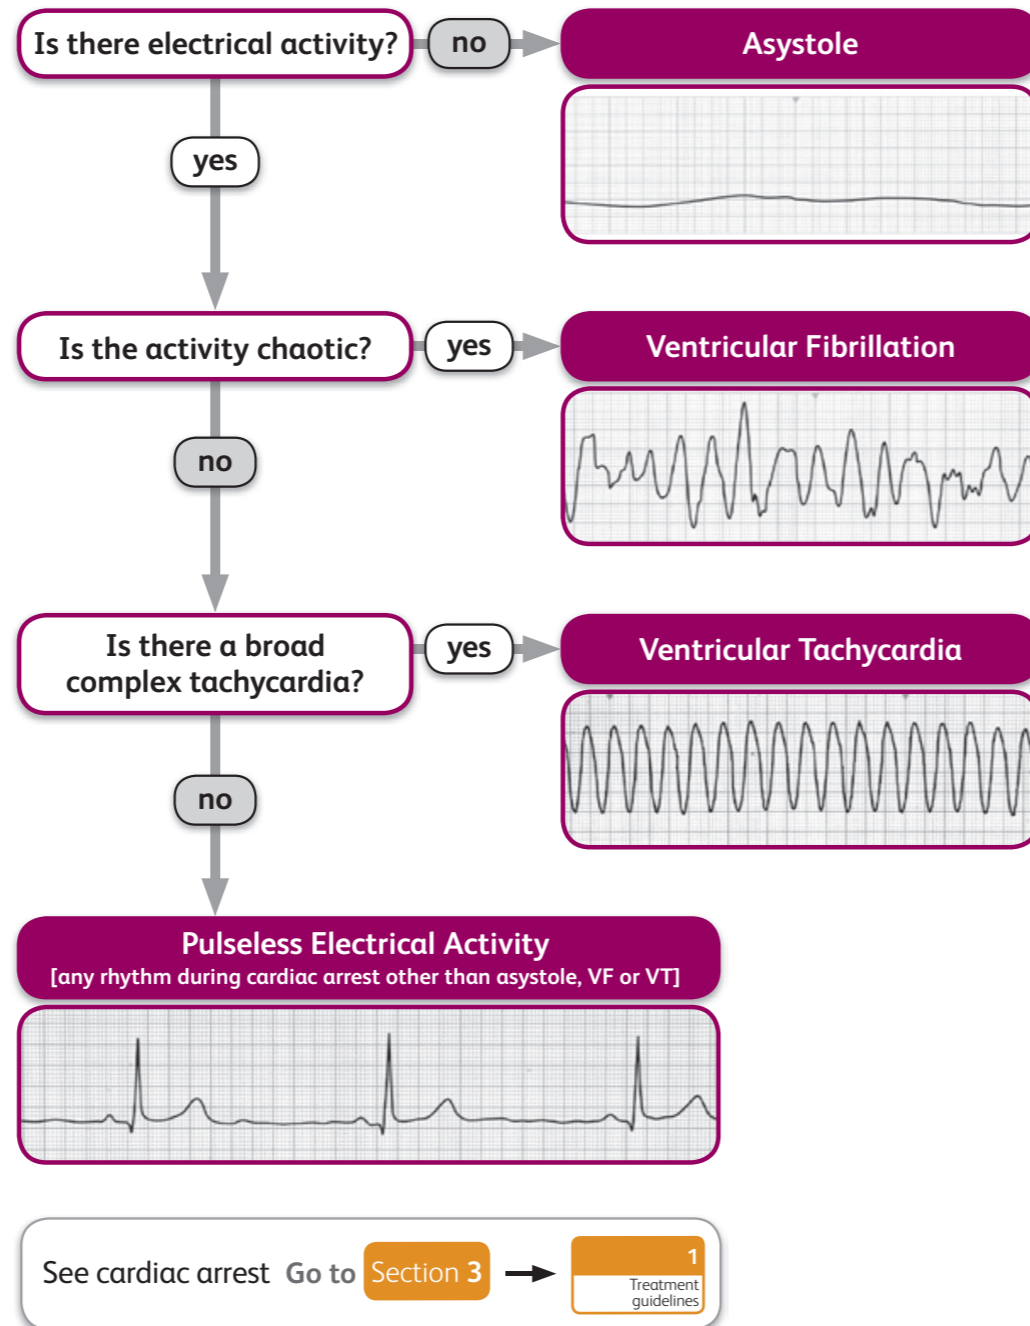 Is there electrical activity?
no
Asystole
yes
Is the activity chaotic?
yes
Ventricular Fibrillation
no
Is there a broad
complex tachycardia?
yes
Ventricular Tachycardia
no
Pulseless Electrical Activity
[any rhythm during cardiac arrest other than asystole, VF or VT]
See cardiac arrest Go to Section 3
1
Treatment
guidelines